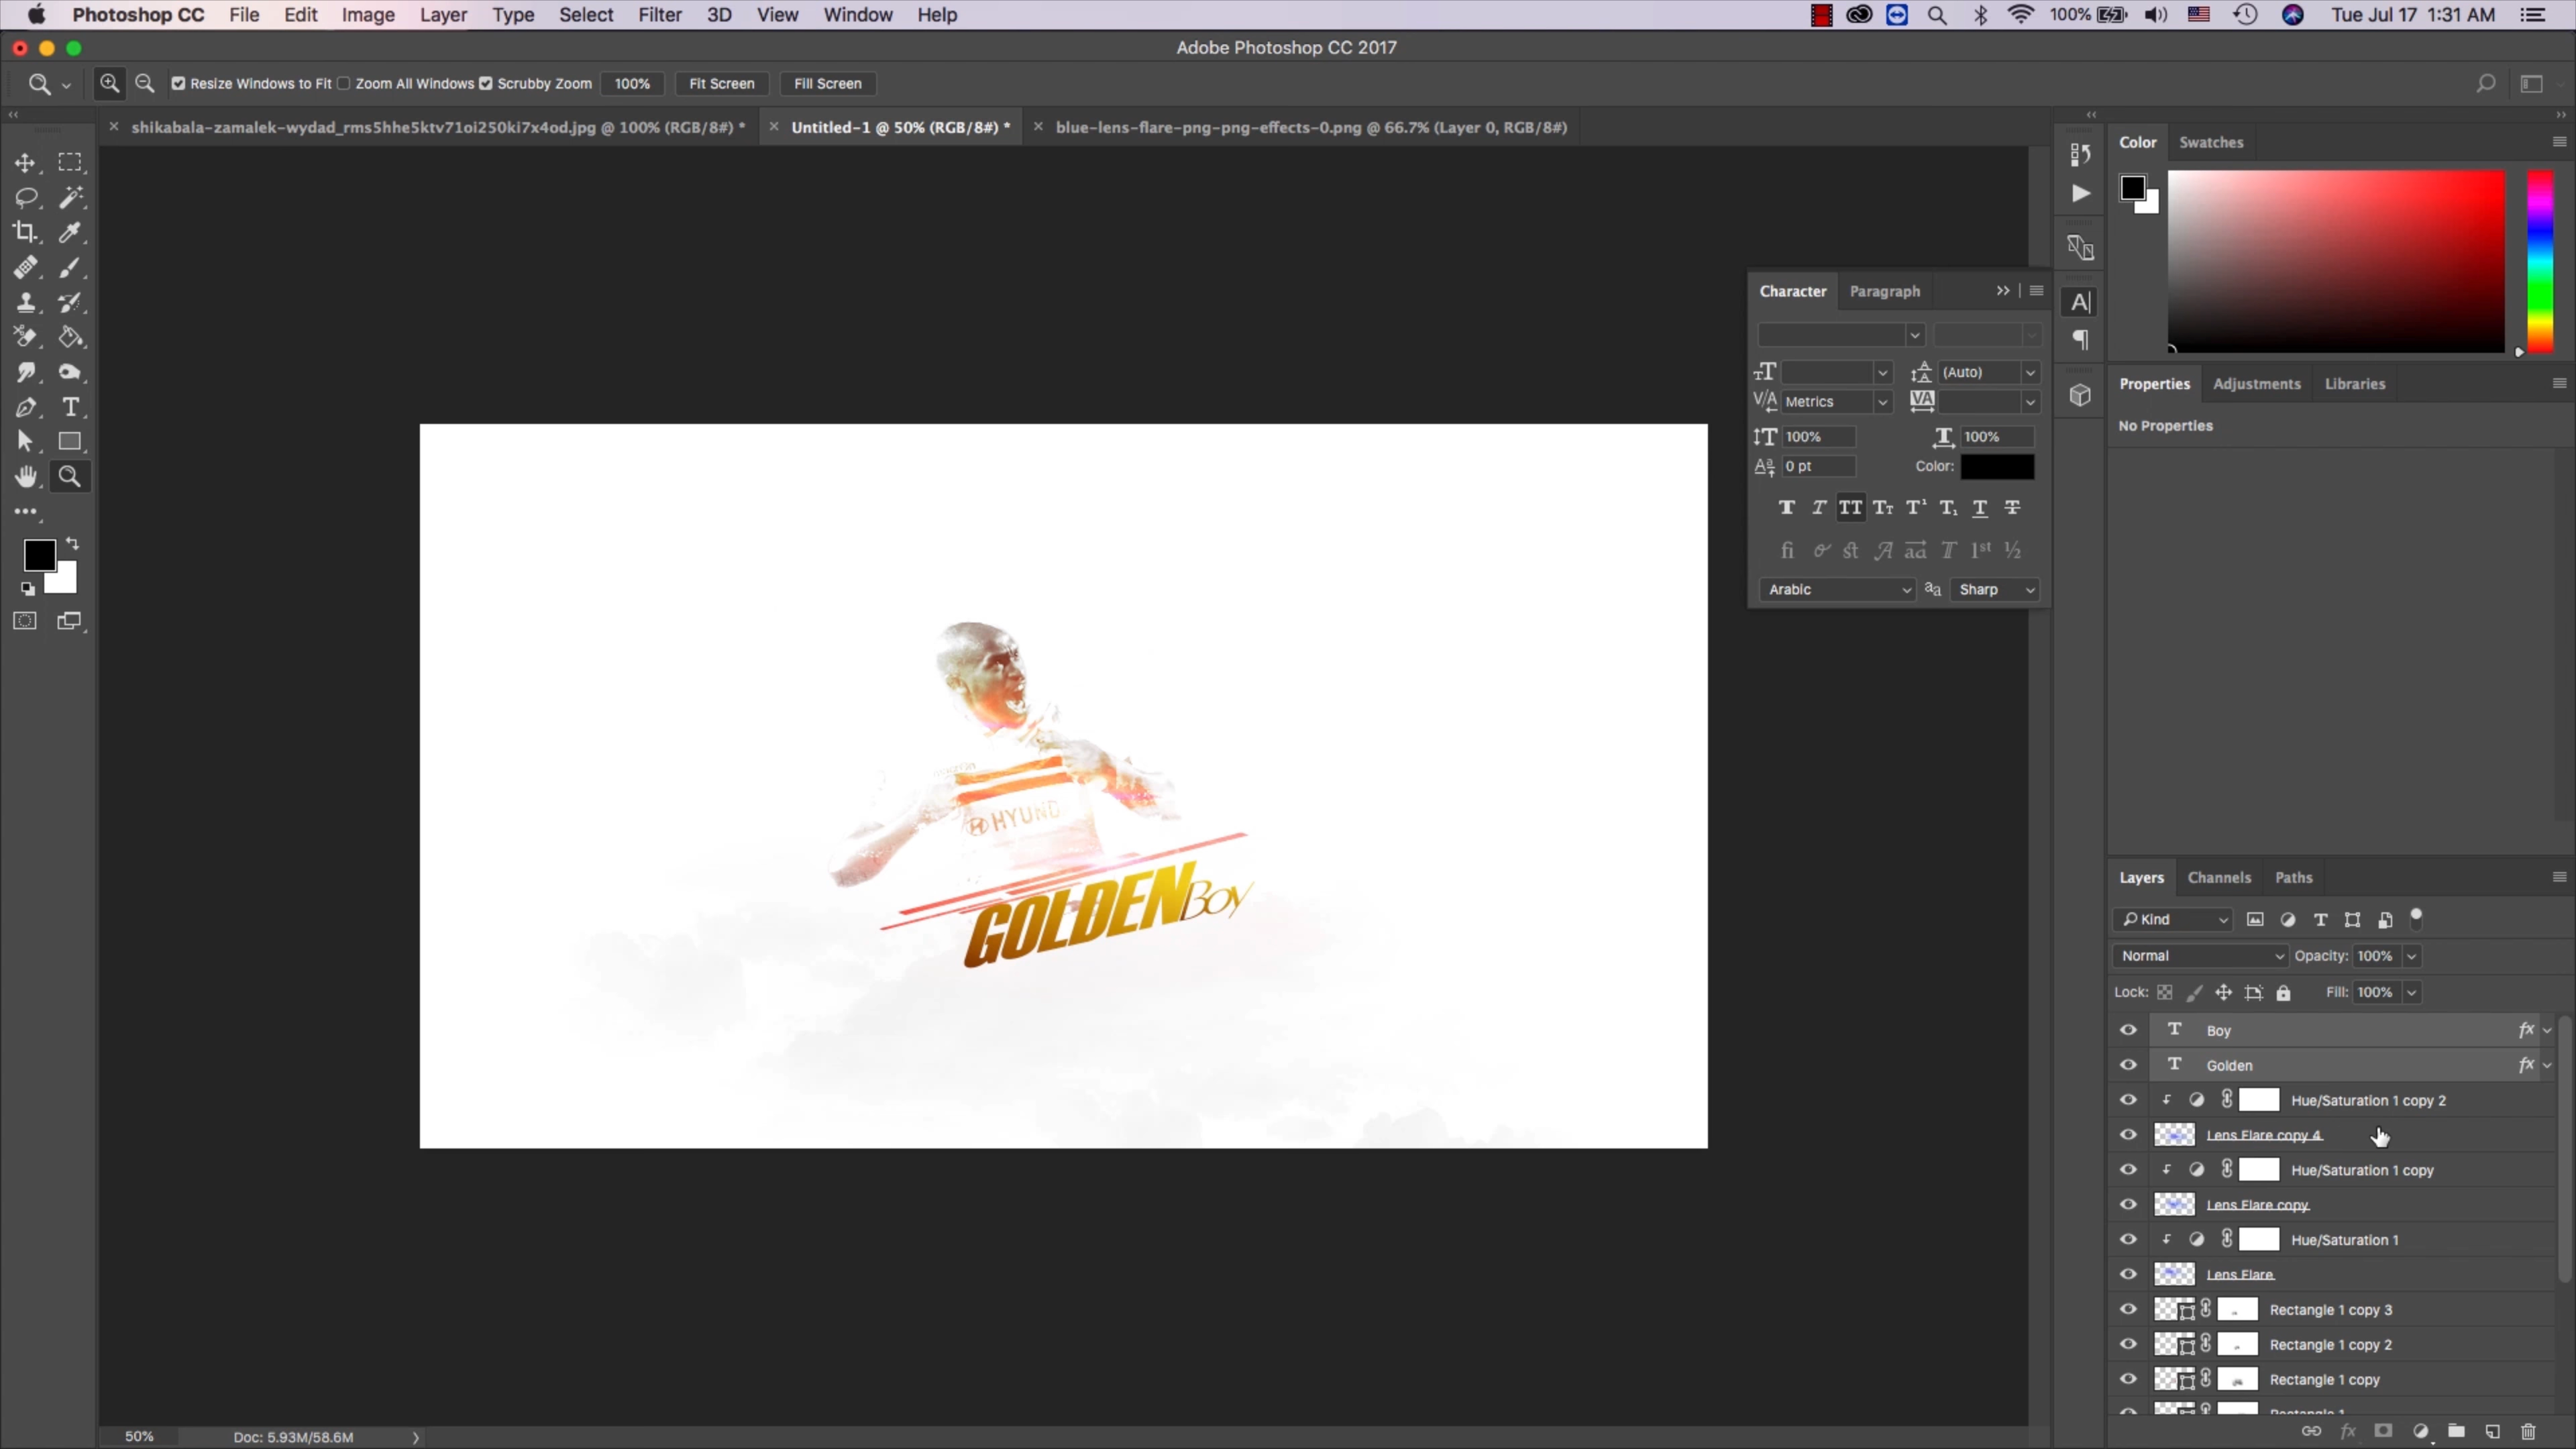 Photoshop CC File Edit Image Layer Type Select Filter 3D View Window Help 100% Tue Jul 17 1:31 AM
Adobe Photoshop CC 2017
Resize Windows to Fit Zoom All Windows Scrubby Zoom 100% Fit Screen Fill Screen
shikabala-zamalek-wydad_rms5hhe5ktv71oi250ki7x4od.jpg @ 100% (RGB/8#) * Untitled-1 @ 50% (RGB/8#) * blue-lens-flare-png-png-effects-0.png @ 66.7% (Layer 0, RGB/8#)
Color Swatches
Character Paragraph
(Auto)
Metrics
100% 100%
0 pt Color:
Arabic Sharp
Properties Adjustments Libraries
No Properties
HYUND
GOLDEN Boy
Layers Channels Paths
Kind
Normal Opacity: 100%
Lock: Fill: 100%
Boy fx
Golden fx
Hue/Saturation 1 copy 2
Lens Flare copy 4
Hue/Saturation 1 copy
Lens Flare copy
Hue/Saturation 1
Lens Flare
Rectangle 1 copy 3
Rectangle 1 copy 2
Rectangle 1 copy
Rectangle 1
50% Doc: 5.93M/58.6M